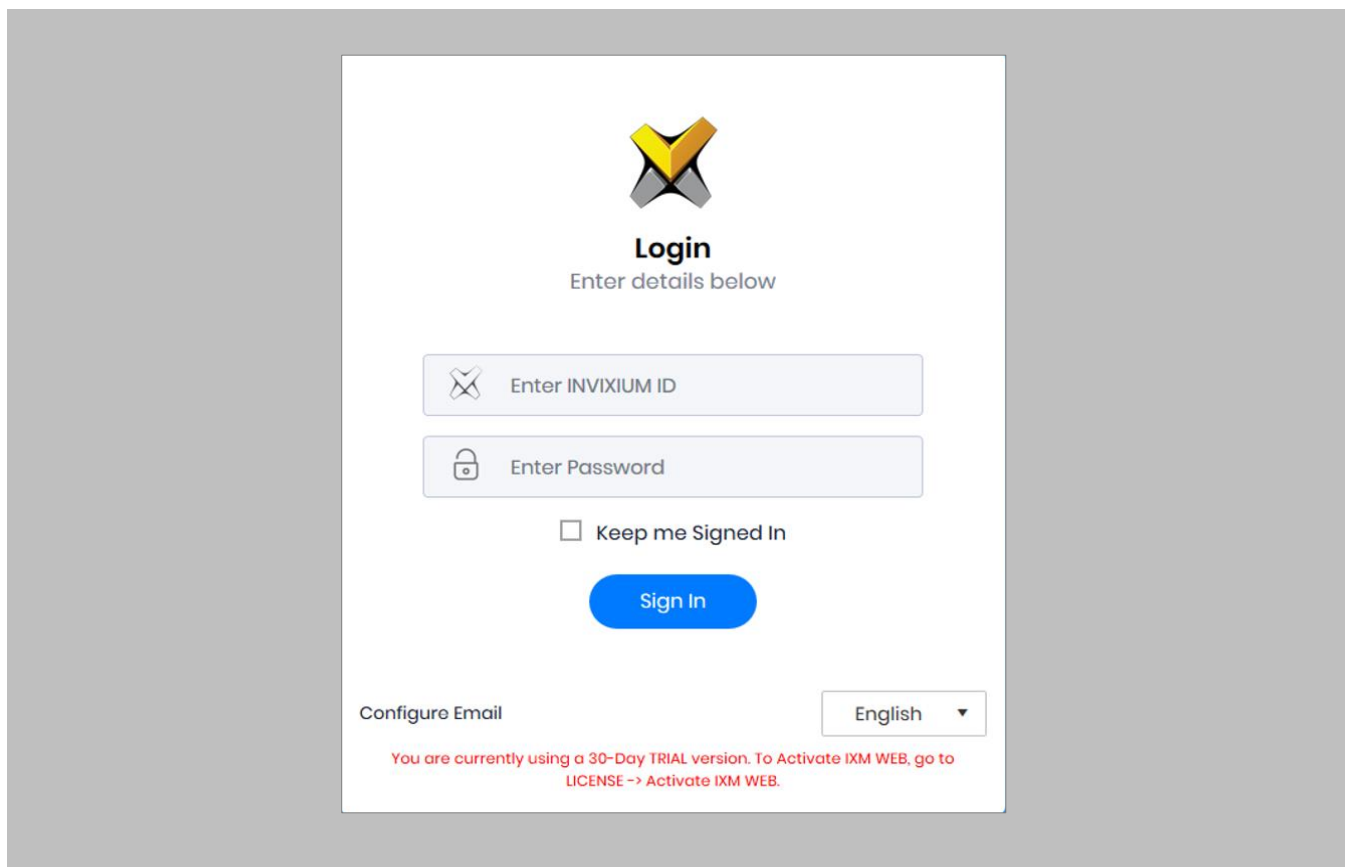 Login
Enter details below
Enter INVIXIUM ID
Enter Password
Keep me Signed In
Sign In
Configure Email
English
You are currently using a 30-Day TRIAL version. To Activate IXM WEB, go to
LICENSE -> Activate IXM WEB.